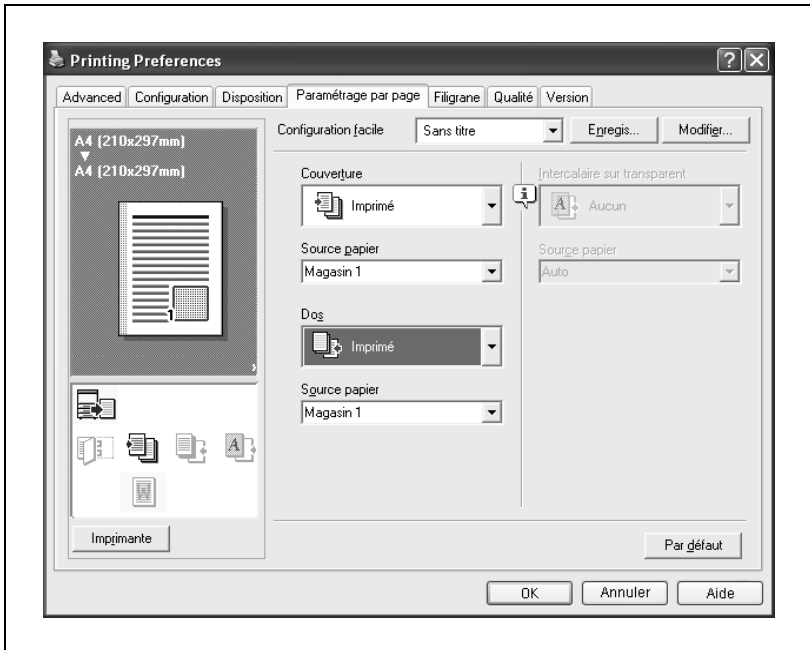 Printing Preferences
Advanced Configuration Disposition Paramétrage par page Filigrane Qualité Version
A4 (210x297mm)
A4 (210x297mm)
1
Imprimante
Configuration facile Sans titre Enregis... Modifier...
Couverture
Imprimé
Source papier
Magasin 1
Dos
Imprimé
Source papier
Magasin 1
Intercalaire sur transparent
A Aucun
Source papier
Auto
Par défaut
OK Annuler Aide